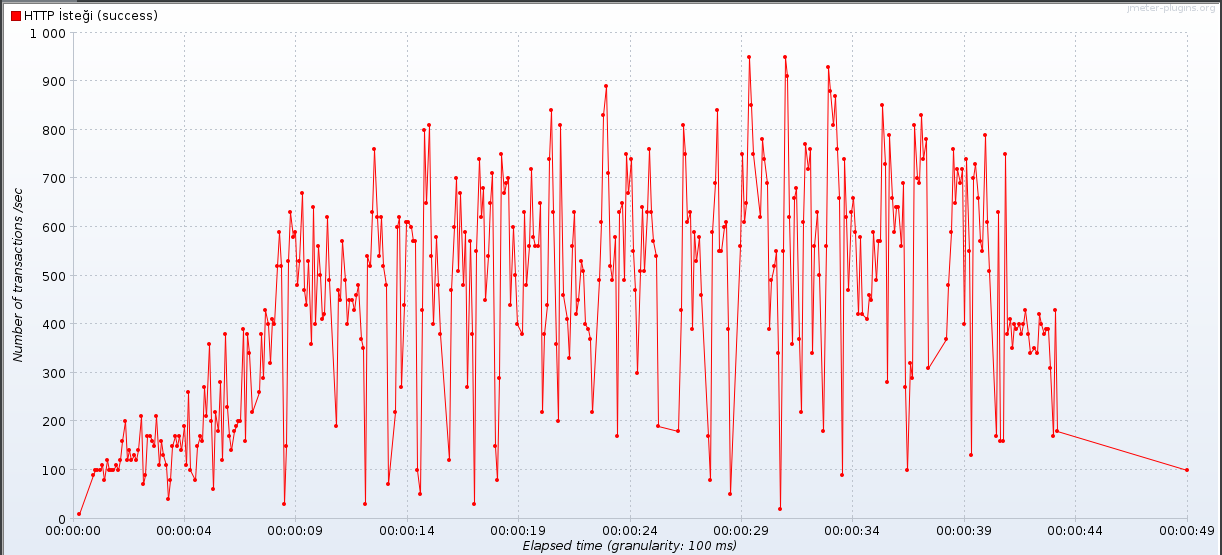 HTTP İsteği (success)
jmeter-plugins.org
1 000
900
800
700
600
500
400
300
200
100
0
Number of transactions /sec
00:00:00 00:00:04 00:00:09 00:00:14 00:00:19 00:00:24 00:00:29 00:00:34 00:00:39 00:00:44 00:00:49
Elapsed time (granularity: 100 ms)